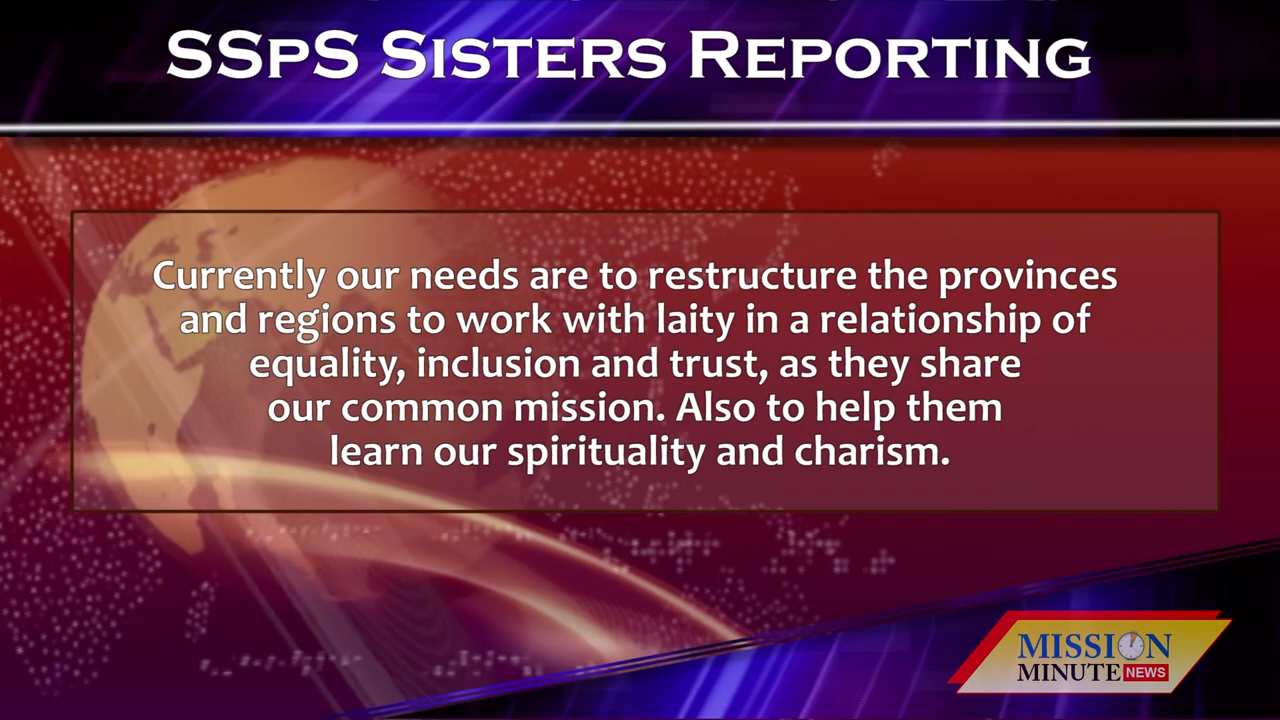 SSpS Sisters Reporting
Currently our needs are to restructure the provinces
and regions to work with laity in a relationship of
equality, inclusion and trust, as they share
our common mission. Also to help them
learn our spirituality and charism.
MISSION
MINUTE NEWS